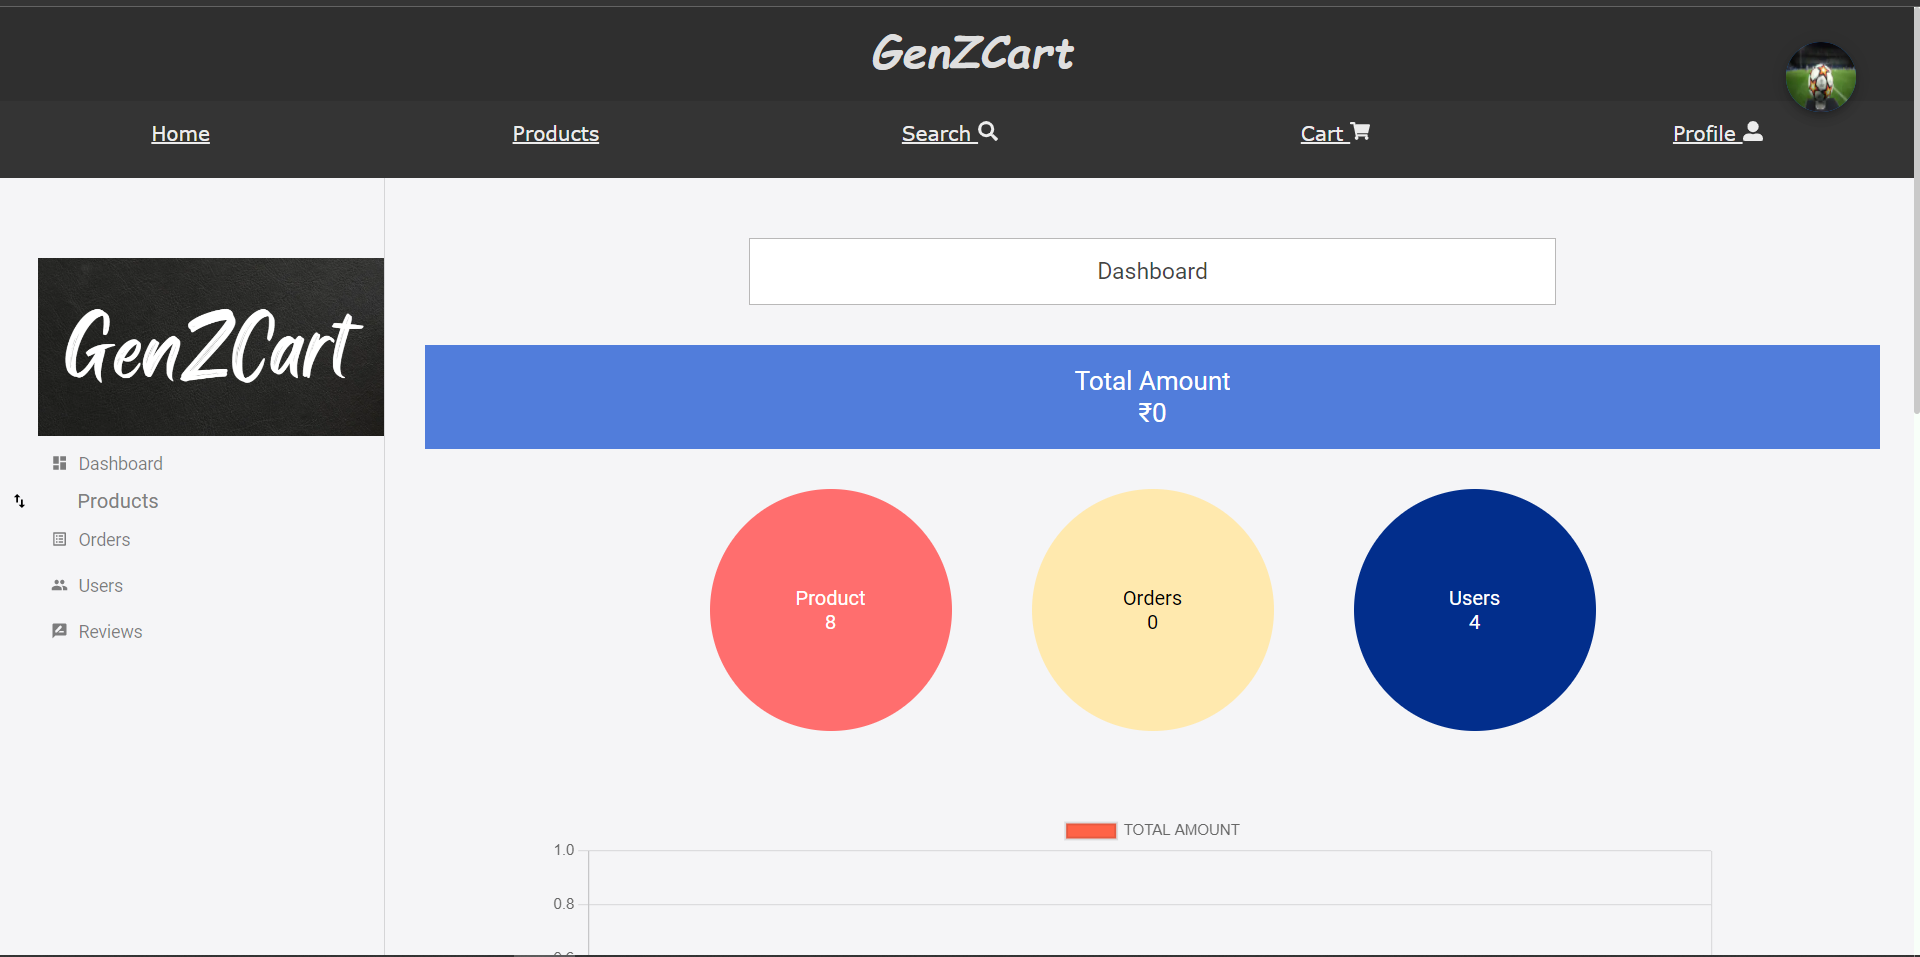 GenZCart
Home
Products
Search
Cart
Profile
GenZCart
Dashboard
Products
Orders
Users
Reviews
Dashboard
Total Amount
₹0
Product
8
Orders
0
Users
4
TOTAL AMOUNT
1.0
0.8